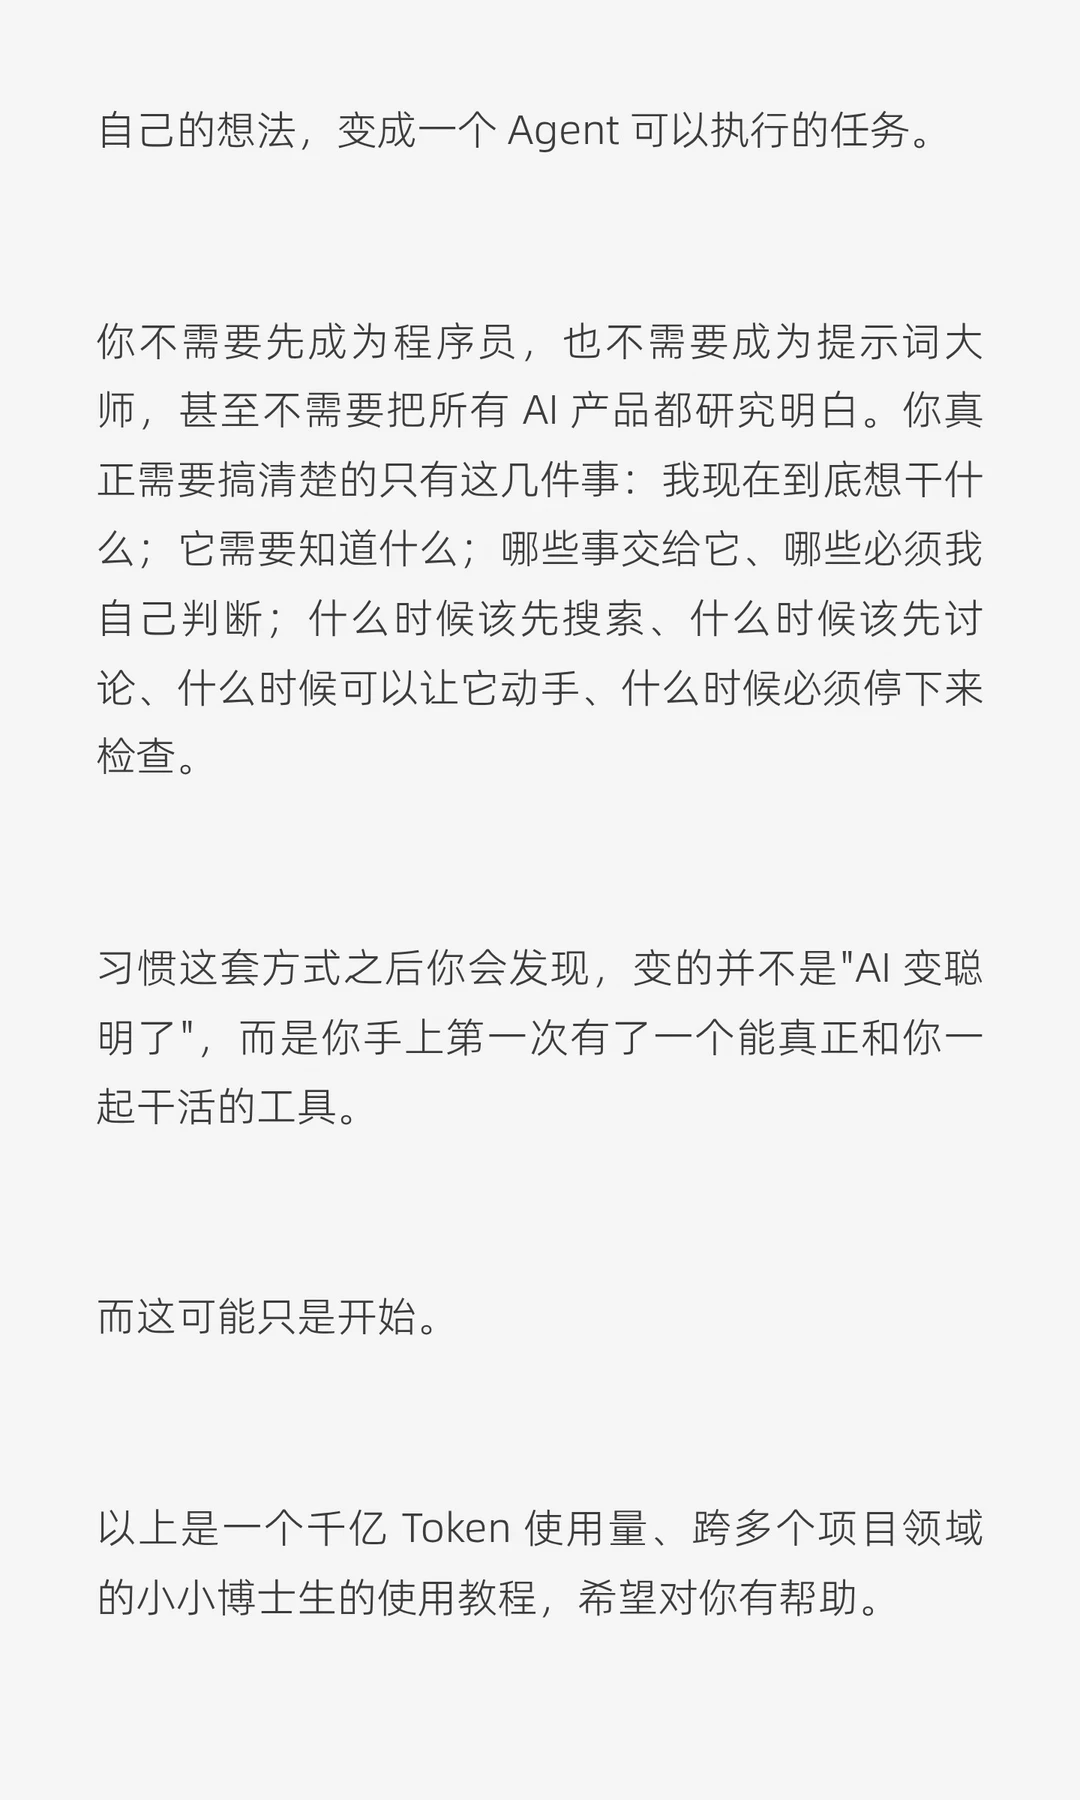 自己的想法，变成一个 Agent 可以执行的任务。
你不需要先成为程序员，也不需要成为提示词大
师，甚至不需要把所有 AI 产品都研究明白。你真
正需要搞清楚的只有这几件事：我现在到底想干什
么；它需要知道什么；哪些事交给它、哪些必须我
自己判断；什么时候该先搜索、什么时候该先讨
论、什么时候可以让它动手、什么时候必须停下来
检查。
习惯这套方式之后你会发现，变的并不是"AI 变聪
明了"，而是你手上第一次有了一个能真正和你一
起干活的工具。
而这可能只是开始。
以上是一个千亿 Token 使用量、跨多个项目领域
的小小博士生的使用教程，希望对你有帮助。